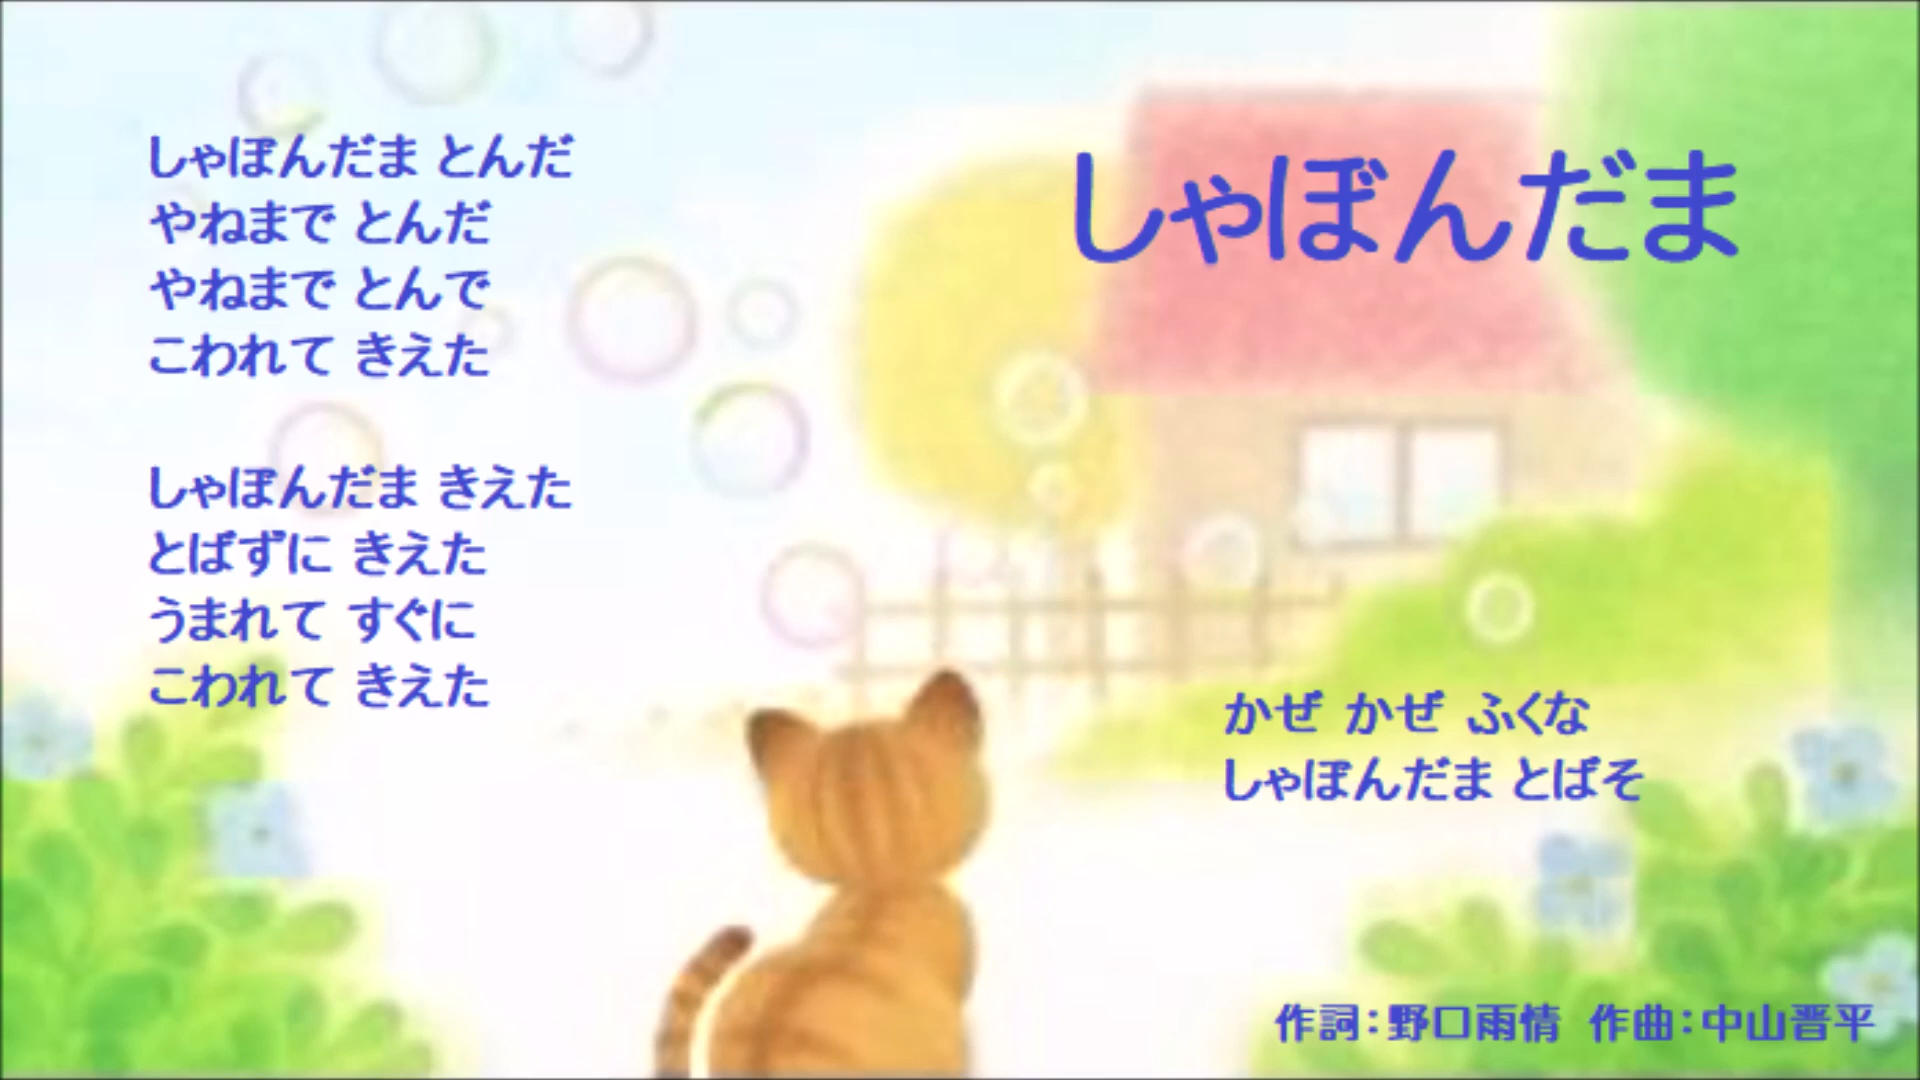 しゃぼんだま
しゃぼんだま とんだ
やねまで とんだ
やねまで とんで
こわれて きえた
しゃぼんだま きえた
とばずに きえた
うまれて すぐに
こわれて きえた
かぜ かぜ ふくな
しゃぼんだま とばそ
作詞:野口雨情 作曲:中山晋平